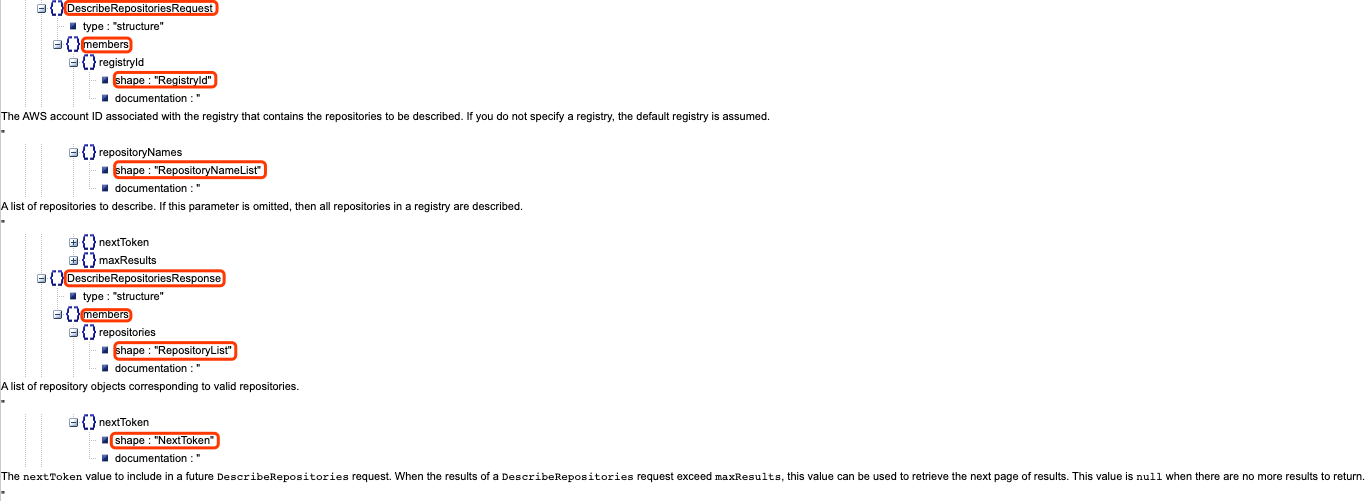 DescribeRepositoriesRequest
type : "structure"
members
registryId
shape : "RegistryId"
documentation : "
The AWS account ID associated with the registry that contains the repositories to be described. If you do not specify a registry, the default registry is assumed.
"
repositoryNames
shape : "RepositoryNameList"
documentation : "
A list of repositories to describe. If this parameter is omitted, then all repositories in a registry are described.
"
nextToken
maxResults
DescribeRepositoriesResponse
type : "structure"
members
repositories
shape : "RepositoryList"
documentation : "
A list of repository objects corresponding to valid repositories.
"
nextToken
shape : "NextToken"
documentation : "
The nextToken value to include in a future DescribeRepositories request. When the results of a DescribeRepositories request exceed maxResults, this value can be used to retrieve the next page of results. This value is null when there are no more results to return.
"